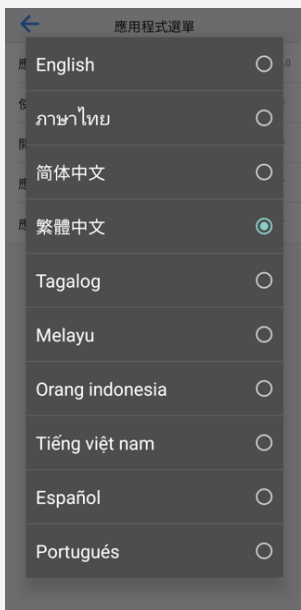 應用程式選單
English
ภาษาไทย
简体中文
繁體中文
Tagalog
Melayu
Orang indonesia
Tiếng việt nam
Español
Portugués